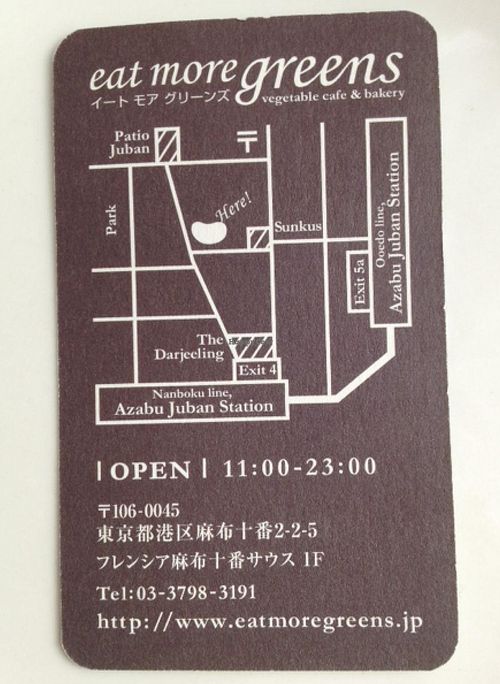 eat more greens
イート モア グリーンズ vegetable cafe & bakery
Patio
Juban
〒
Park
Here!
Sunkus
Ooedo line,
Azabu Juban Station
Exit 5a
The
Darjeeling
Exit 4
Nanboku line,
Azabu Juban Station
| OPEN | 11:00-23:00
〒106-0045
東京都港区麻布十番2-2-5
フレンシア麻布十番サウス 1F
Tel:03-3798-3191
http://www.eatmoregreens.jp